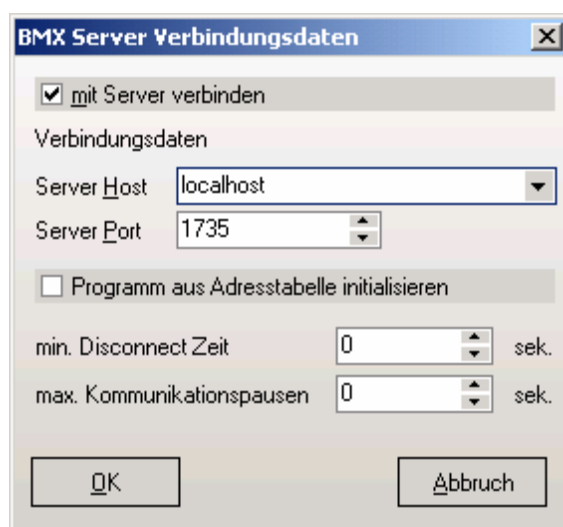 BMX Server Verbindungsdaten
mit Server verbinden
Verbindungsdaten
Server Host localhost
Server Port 1735
Programm aus Adresstabelle initialisieren
min. Disconnect Zeit 0 sek.
max. Kommunikationspausen 0 sek.
OK Abbruch